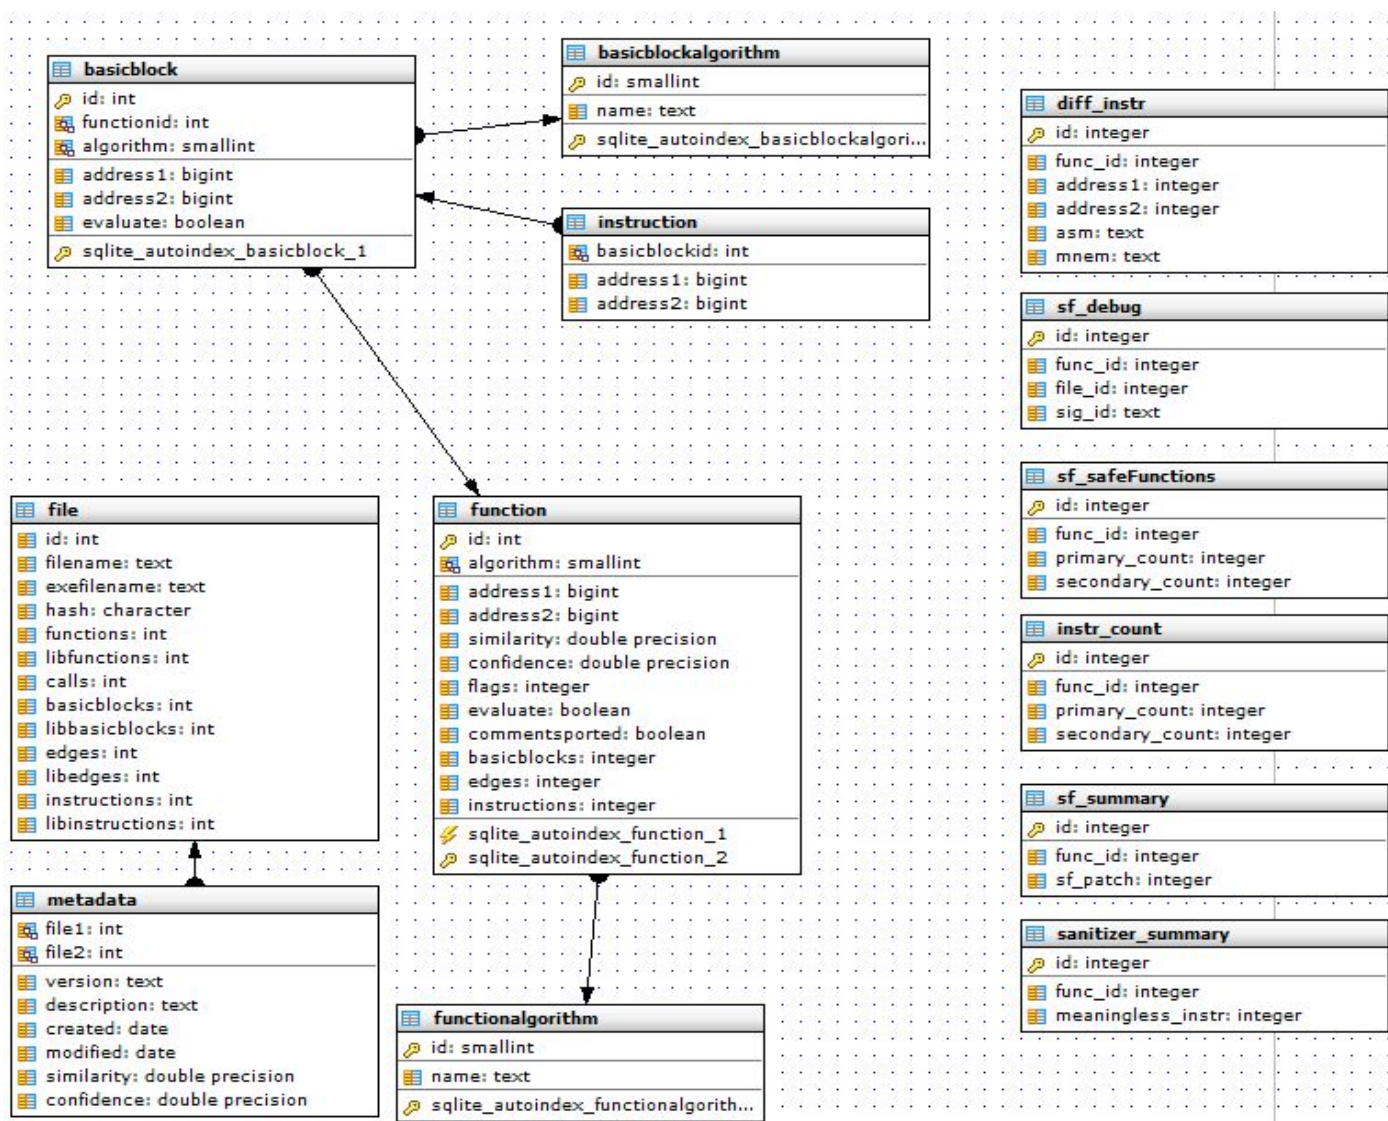 basicblock
id: int
functionid: int
algorithm: smallint
address1: bigint
address2: bigint
evaluate: boolean
sqlite_autoindex_basicblock_1
basicblockalgorithm
id: smallint
name: text
sqlite_autoindex_basicblockalgori...
instruction
basicblockid: int
address1: bigint
address2: bigint
diff_instr
id: integer
func_id: integer
address1: integer
address2: integer
asm: text
mnem: text
sf_debug
id: integer
func_id: integer
file_id: integer
sig_id: text
sf_safeFunctions
id: integer
func_id: integer
primary_count: integer
secondary_count: integer
instr_count
id: integer
func_id: integer
primary_count: integer
secondary_count: integer
sf_summary
id: integer
func_id: integer
sf_patch: integer
sanitizer_summary
id: integer
func_id: integer
meaningless_instr: integer
file
id: int
filename: text
exefilename: text
hash: character
functions: int
libfunctions: int
calls: int
basicblocks: int
libbasicblocks: int
edges: int
libedges: int
instructions: int
libinstructions: int
function
id: int
algorithm: smallint
address1: bigint
address2: bigint
similarity: double precision
confidence: double precision
flags: integer
evaluate: boolean
commentsported: boolean
basicblocks: integer
edges: integer
instructions: integer
sqlite_autoindex_function_1
sqlite_autoindex_function_2
metadata
file1: int
file2: int
version: text
description: text
created: date
modified: date
similarity: double precision
confidence: double precision
functionalgorithm
id: smallint
name: text
sqlite_autoindex_functionalgorith...